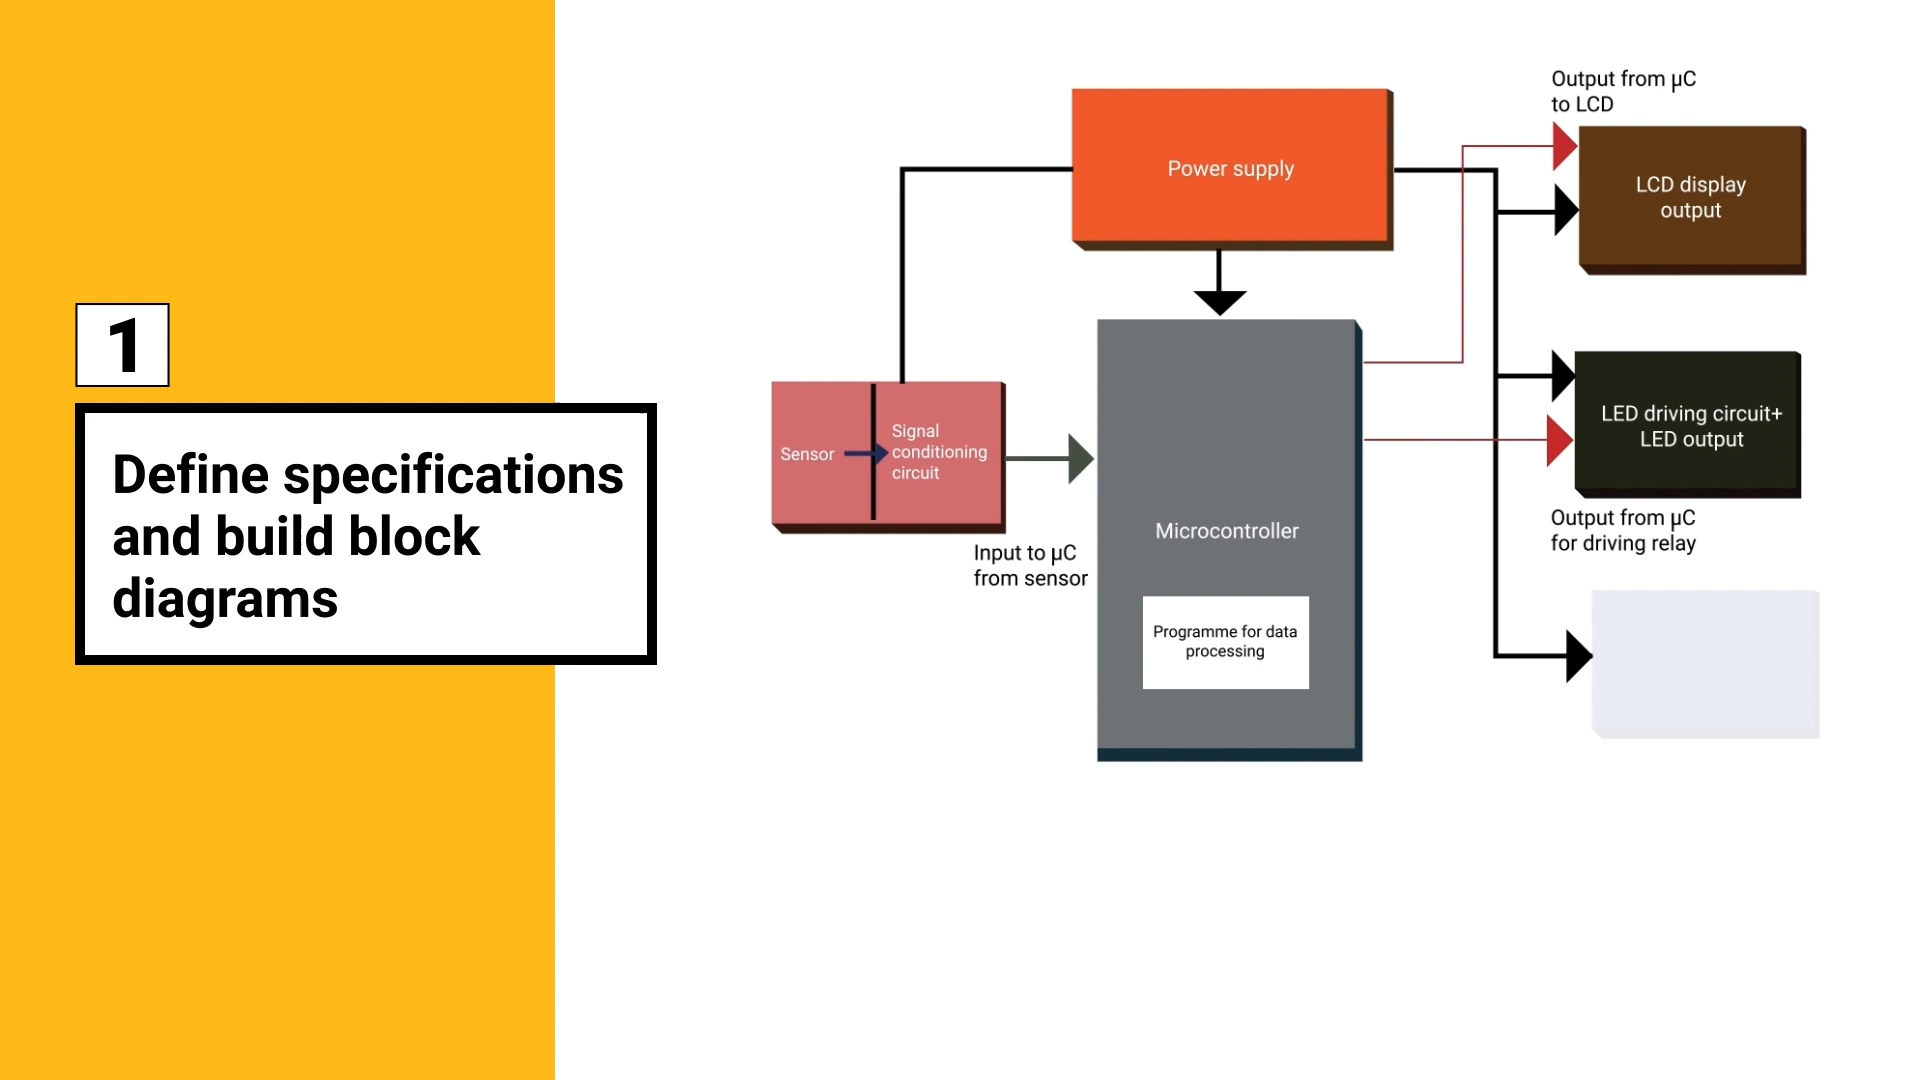 1
Define specifications
and build block
diagrams
Power supply
Output from µC
to LCD
LCD display
output
Sensor
Signal
conditioning
circuit
Input to µC
from sensor
Microcontroller
Programme for data
processing
LED driving circuit+
LED output
Output from µC
for driving relay